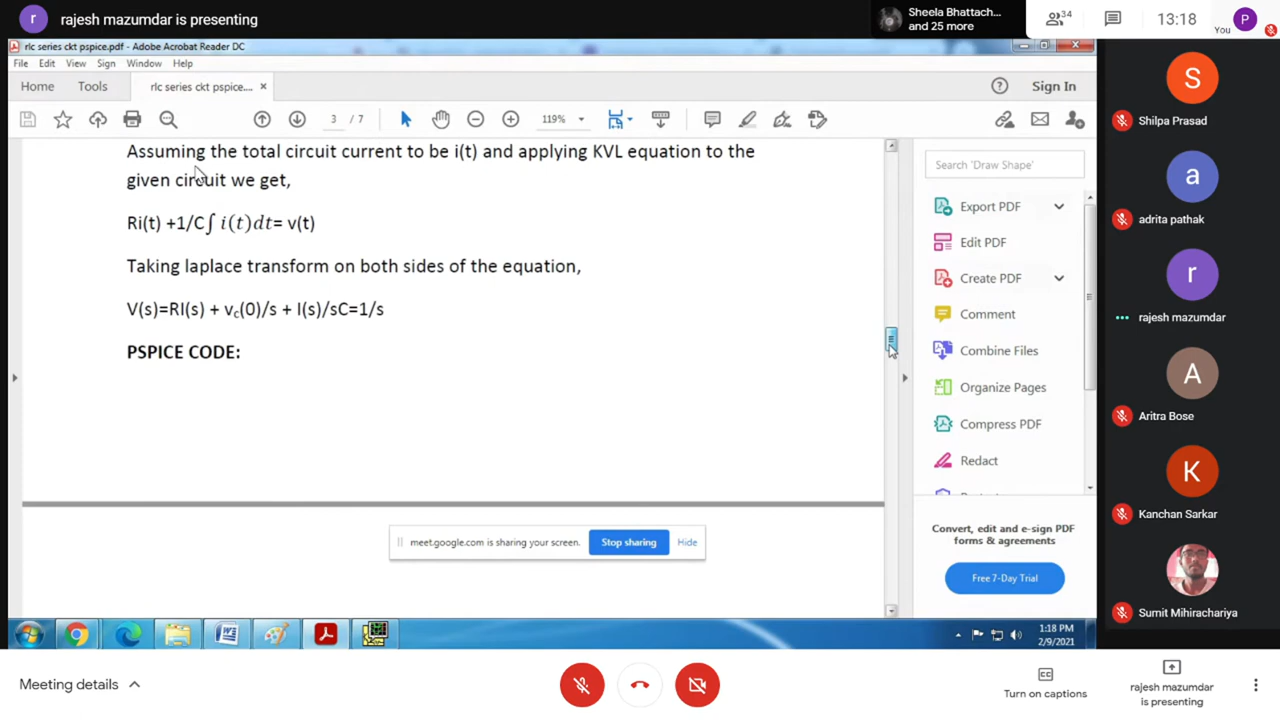 r rajesh mazumdar is presenting
Sheela Bhattach...
and 25 more
34
13:18
You
P
rlc series ckt pspice.pdf - Adobe Acrobat Reader DC
File Edit View Sign Window Help
Home Tools rlc series ckt pspice.... × Sign In
3 / 7 119%
Assuming the total circuit current to be i(t) and applying KVL equation to the
given circuit we get,
Ri(t) +1/C∫ i(t)dt= v(t)
Taking laplace transform on both sides of the equation,
V(s)=RI(s) + vc(0)/s + I(s)/sC=1/s
PSPICE CODE:
Search 'Draw Shape'
Export PDF
Edit PDF
Create PDF
Comment
Combine Files
Organize Pages
Compress PDF
Redact
Convert, edit and e-sign PDF
forms & agreements
Free 7-Day Trial
meet.google.com is sharing your screen. Stop sharing Hide
1:18 PM
2/9/2021
S
Shilpa Prasad
a
adrita pathak
r
rajesh mazumdar
A
Aritra Bose
K
Kanchan Sarkar
Sumit Mihirachariya
Meeting details
Turn on captions
rajesh mazumdar
is presenting